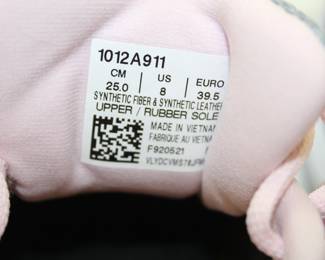 1012A911
CM US EURO
25.0 8 39.5
SYNTHETIC FIBER & SYNTHETIC LEATHER
UPPER / RUBBER SOLE
MADE IN VIETNAM
FABRIQUE AU VIETNAM
F920521